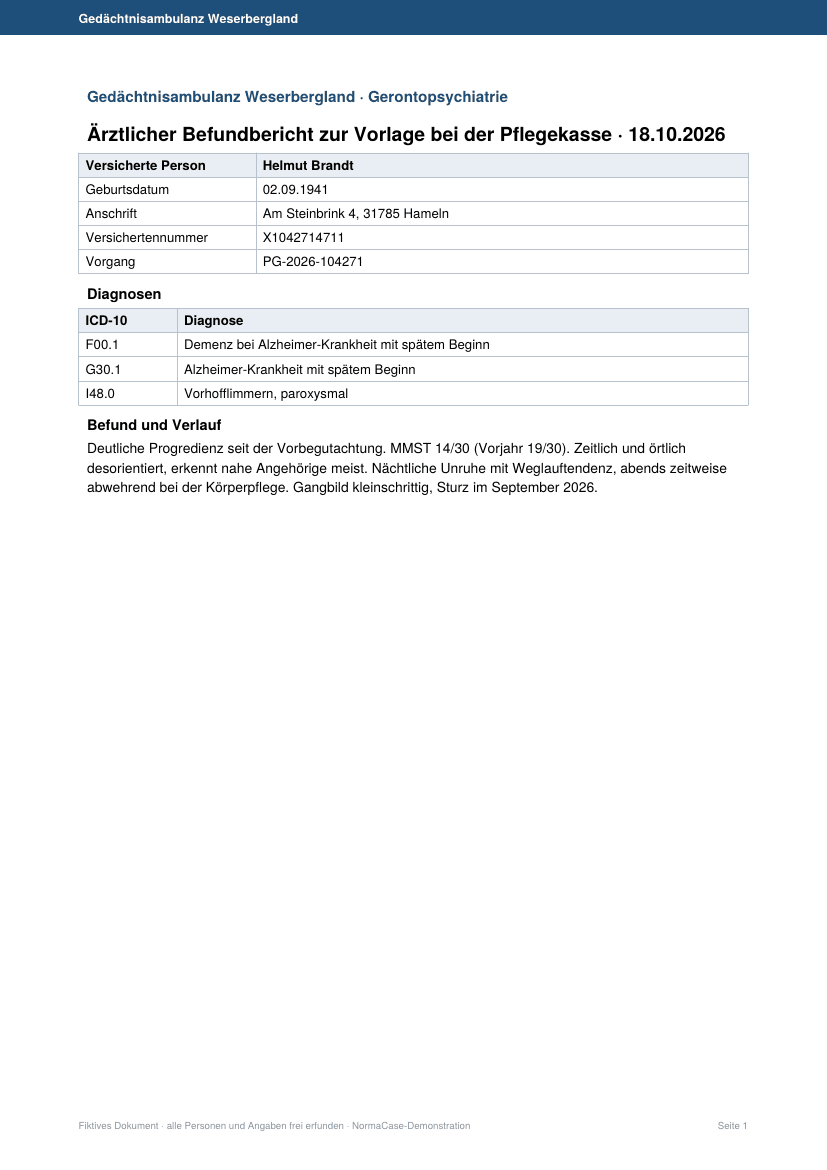 Gedächtnisambulanz Weserbergland
Gedächtnisambulanz Weserbergland · Gerontopsychiatrie
Ärztlicher Befundbericht zur Vorlage bei der Pflegekasse · 18.10.2026
Versicherte Person Helmut Brandt
Geburtsdatum 02.09.1941
Anschrift Am Steinbrink 4, 31785 Hameln
Versichertennummer X1042714711
Vorgang PG-2026-104271
Diagnosen
ICD-10 Diagnose
F00.1 Demenz bei Alzheimer-Krankheit mit spätem Beginn
G30.1 Alzheimer-Krankheit mit spätem Beginn
I48.0 Vorhofflimmern, paroxysmal
Befund und Verlauf
Deutliche Progredienz seit der Vorbegutachtung. MMST 14/30 (Vorjahr 19/30). Zeitlich und örtlich
desorientiert, erkennt nahe Angehörige meist. Nächtliche Unruhe mit Weglauftendenz, abends zeitweise
abwehrend bei der Körperpflege. Gangbild kleinschrittig, Sturz im September 2026.
Fiktives Dokument · alle Personen und Angaben frei erfunden · NormaCase-Demonstration Seite 1